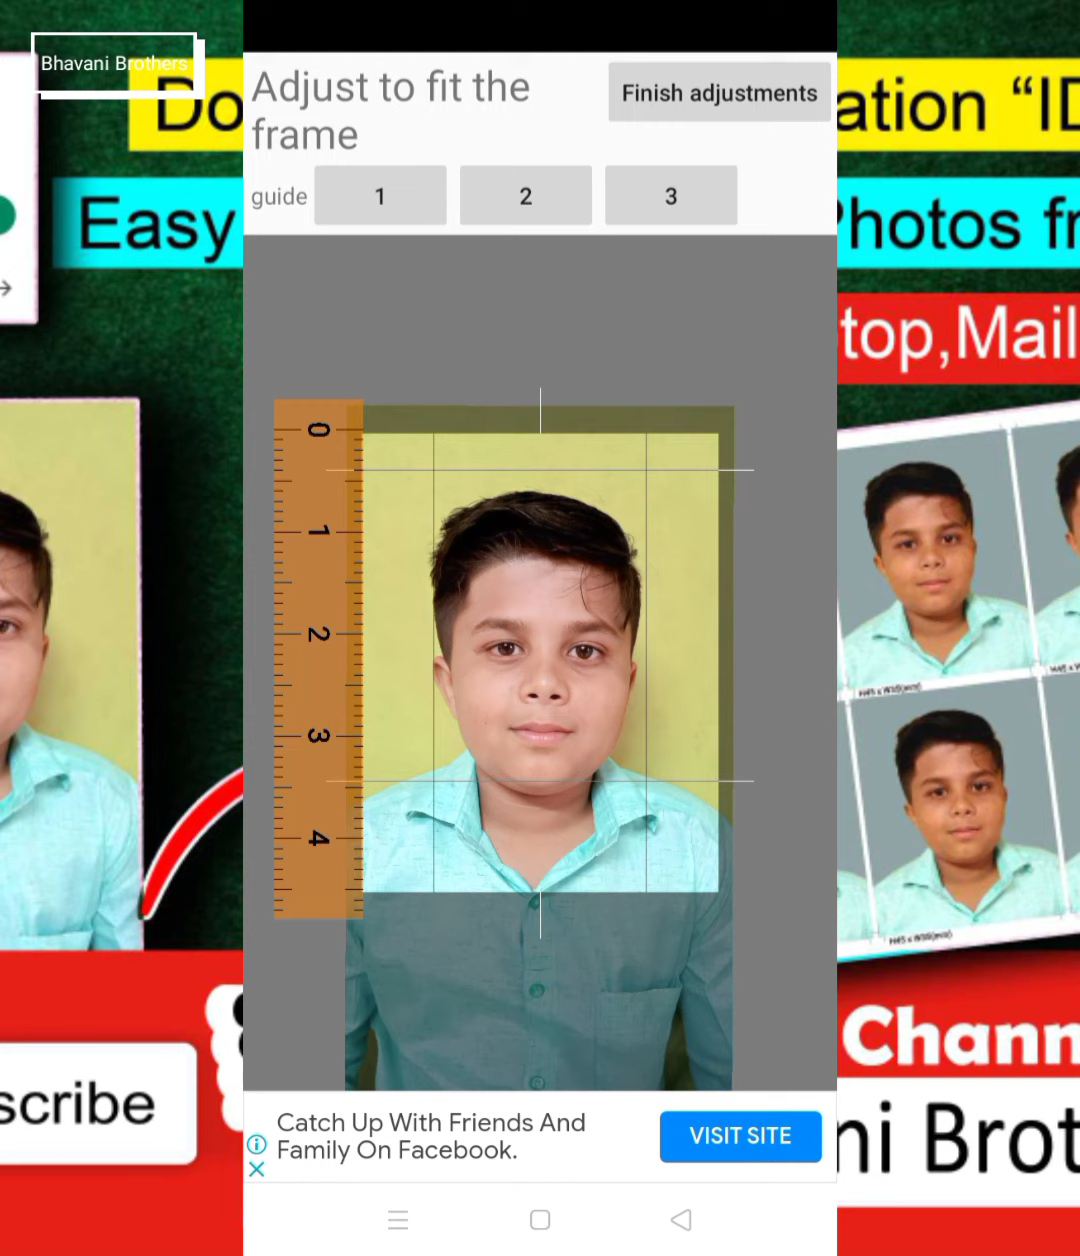 Bhavani Brothers
Do
ation “ID
Easy
Photos fr
top,Mail
Adjust to fit the
frame
Finish adjustments
guide
1
2
3
0
1
2
3
4
Chann
scribe
ni Brot
Catch Up With Friends And
Family On Facebook.
VISIT SITE